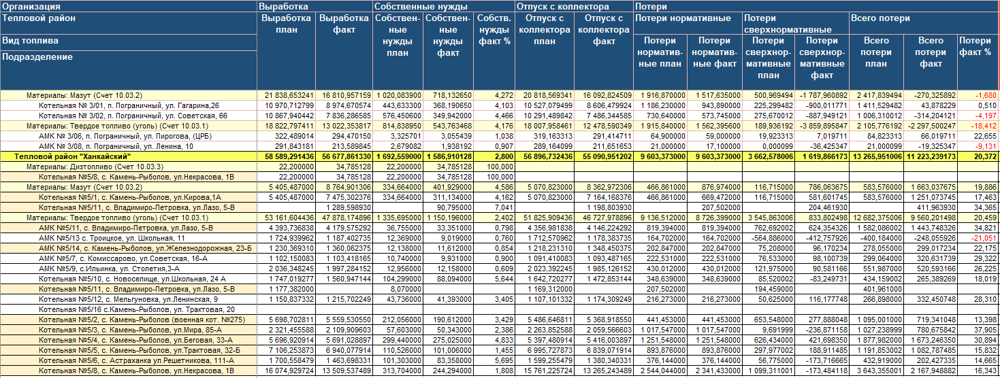 Организация Выработка Собственные нужды Отпуск с коллектора Потери
Тепловой район Выработка план Выработка факт Собствен-ные нужды план Собствен-ные нужды факт Собств. нужды факт % Отпуск с коллектора план Отпуск с коллектора факт Потери нормативные Потери сверхнормативные Всего потери
Вид топлива Потери норматив-ные план Потери норматив-ные факт Потери сверхнор-мативные план Потери сверхнор-мативные факт Всего потери план Всего потери факт Потери факт %
Подразделение
Материалы: Мазут (Счет 10.03.2) 21 838,653241 16 810,957159 1 020,083900 718,132650 4,272 20 818,569341 16 092,824509 1 916,870000 1 517,635000 500,969494 -1 787,960892 2 417,839494 -270,325892 -1,680
Котельная № 3/01, п. Пограничный, ул. Гагарина,26 10 970,712799 8 974,670574 443,633300 368,190650 4,103 10 527,079499 8 606,479924 1 186,230000 943,890000 225,299482 -900,011771 1 411,529482 43,878229 0,510
Котельная № 3/02, п. Пограничный, ул. Советская, 66 10 867,940442 7 836,286585 576,450600 349,942000 4,466 10 291,489842 7 486,344585 730,640000 573,745000 275,670012 -887,949121 1 006,310012 -314,204121 -4,197
Материалы: Твердое топливо (уголь) (Счет 10.03.1) 18 822,797411 13 022,353817 814,838950 543,763468 4,176 18 007,958461 12 478,590349 1 915,840000 1 562,395600 189,936192 -3 859,895847 2 105,776192 -2 297,500247 -18,412
АМК № 3/06, п. Пограничный, ул. Пирогова, (ЦРБ) 322,489014 294,470150 3,325701 3,055439 1,038 319,163313 291,414711 64,900000 59,000000 19,923313 7,019711 84,823313 66,019711 22,655
АМК № 3/08, п. Пограничный, ул. Ленина, 10 291,843181 213,589845 2,679082 1,938192 0,907 289,164099 211,651653 21,000000 17,100000 0,000099 -36,425347 21,000099 -19,325347 -9,131
Тепловой район "Ханкайский" 58 589,291436 56 677,861330 1 692,559000 1 586,910128 2,800 56 896,732436 55 090,951202 9 603,373000 9 603,373000 3 662,578006 1 619,866173 13 265,951006 11 223,239173 20,372
Материалы: Дизтопливо (Счет 10.03.3) 22,200000 34,785128 22,200000 34,785128 100,000
Котельная №5/8, с. Камень-Рыболов, ул.Некрасова, 1В 22,200000 34,785128 22,200000 34,785128 100,000
Материалы: Мазут (Счет 10.03.2) 5 405,487000 8 764,901306 334,664000 401,929000 4,586 5 070,823000 8 362,972306 466,861000 876,974000 116,715000 786,063675 583,576000 1 663,037675 19,886
Котельная №5/1, с. Камень-Рыболов, ул.Кирова,1А 5 405,487000 7 475,302376 334,664000 311,134000 4,162 5 070,823000 7 164,168376 466,861000 669,472000 116,715000 581,601745 583,576000 1 251,073745 17,463
Котельная №5/11, с. Владимиро-Петровка, ул.Лазо, 5-В 1 289,598930 90,795000 7,041 1 198,803930 207,502000 204,461930 411,963930 34,365
Материалы: Твердое топливо (уголь) (Счет 10.03.1) 53 161,604436 47 878,174896 1 335,695000 1 150,196000 2,402 51 825,909436 46 727,978896 9 136,512000 8 726,399000 3 545,863006 833,802498 12 682,375006 9 560,201498 20,459
АМК №5/11, с. Владимиро-Петровка, ул.Лазо, 5-В 4 393,736838 4 179,575292 36,755000 33,351000 0,798 4 356,981838 4 146,224292 819,394000 819,394000 762,692002 624,354326 1 582,086002 1 443,748326 34,821
АМК №5/13 с. Троицкое, ул. Школьная, 11 1 724,939962 1 187,402735 12,369000 9,019000 0,760 1 712,570962 1 178,383735 164,702000 164,702000 -564,886000 -412,757926 -400,184000 -248,055926 -21,051
АМК №5/14, с. Камень-Рыболов, ул.Железнодорожная, 23-Б 1 230,369310 1 360,062375 12,138000 11,612000 0,854 1 218,231310 1 348,450375 202,847000 202,847000 75,208000 96,170234 278,055000 299,017234 22,175
АМК №5/7, с. Комиссарово, ул.Советская, 16-А 1 102,150083 1 103,418165 10,740000 9,931000 0,900 1 091,410083 1 093,487165 222,531000 222,531000 76,533000 98,100739 299,064000 320,631739 29,322
АМК №5/9, с.Ильинка, ул. Столетия,3-А 2 036,348245 1 997,284152 12,956000 12,158000 0,609 2 023,392245 1 985,126152 430,012000 430,012000 121,975000 90,581166 551,987000 520,593166 26,225
Котельная №5/10, с. Новоселище, ул.Школьная, 24 А 1 747,019277 1 560,947144 104,299000 88,094000 5,644 1 642,720277 1 472,853144 348,639000 348,639000 85,520002 -83,249731 434,159002 265,389269 18,019
Котельная №5/11, с. Владимиро-Петровка, ул.Лазо, 5-В 1 177,382000 8,070000 1 169,312000 207,502000 194,459000 401,961000
Котельная №5/12, с. Мельгуновка, ул.Ленинская, 9 1 150,837332 1 215,702249 43,736000 41,393000 3,405 1 107,101332 1 174,309249 216,273000 216,273000 50,625000 116,177748 266,898000 332,450748 28,310
Котельная №5/16 с.Камень-Рыболов, ул. Трактовая, 20
Котельная №5/2, с. Камень-Рыболов (военная кот. №275) 5 698,702811 5 559,530550 212,056000 190,612000 3,429 5 486,646811 5 368,918550 441,453000 441,453000 653,548000 277,888048 1 095,001000 719,341048 13,398
Котельная №5/3, с. Камень-Рыболов, ул.Мира, 85-А 2 321,455588 2 109,909603 57,603000 50,343000 2,386 2 263,852588 2 059,566603 1 017,547000 1 017,547000 9,691999 -236,871158 1 027,238999 780,675842 37,905
Котельная №5/4, с. Камень-Рыболов, ул.Беговая, 33-А 5 696,920914 5 691,028897 299,440000 275,025000 4,833 5 397,480914 5 416,003897 1 251,548000 1 251,548000 626,434000 421,698350 1 877,982000 1 673,246350 30,894
Котельная №5/5, с. Камень-Рыболов, ул.Трактовая, 32-Б 7 106,253873 6 940,077914 110,526000 101,006000 1,455 6 995,727873 6 839,071914 893,876000 893,876000 297,977002 188,911485 1 191,853002 1 082,787485 15,832
Котельная №5/6, с. Астраханка ул.Решетникова, 111-А 1 700,558479 1 463,698331 101,303000 83,358000 5,695 1 599,255479 1 380,340331 376,144000 376,144000 56,775000 -173,716665 432,919000 202,427335 14,665
Котельная №5/8, с. Камень-Рыболов, ул.Некрасова, 1В 16 074,929724 13 509,537489 313,704000 244,294000 1,808 15 761,225724 13 265,243489 2 544,044000 2 341,433000 1 099,311001 -173,484118 3 643,355001 2 167,948882 16,343